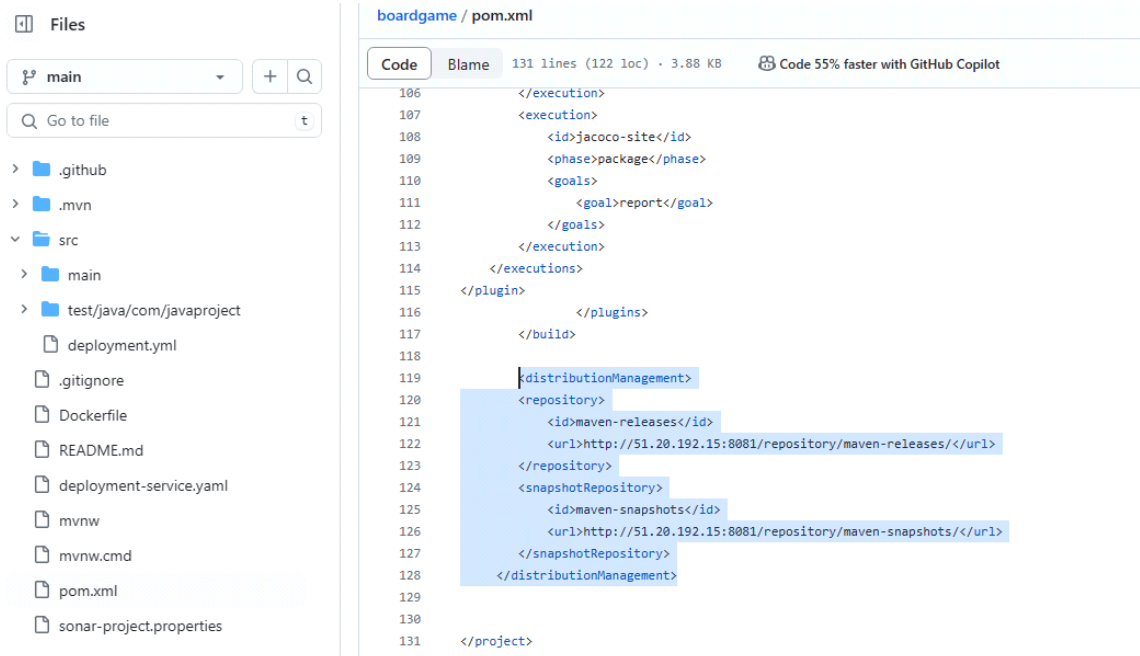 Files
main
Go to file
t
.github
.mvn
src
main
test/java/com/javaproject
deployment.yml
.gitignore
Dockerfile
README.md
deployment-service.yaml
mvnw
mvnw.cmd
pom.xml
sonar-project.properties
boardgame / pom.xml
Code Blame 131 lines (122 loc) · 3.88 KB Code 55% faster with GitHub Copilot
106 </execution>
107 <execution>
108 <id>jacoco-site</id>
109 <phase>package</phase>
110 <goals>
111 <goal>report</goal>
112 </goals>
113 </execution>
114 </executions>
115 </plugin>
116 </plugins>
117 </build>
118
119 <distributionManagement>
120 <repository>
121 <id>maven-releases</id>
122 <url>http://51.20.192.15:8081/repository/maven-releases/</url>
123 </repository>
124 <snapshotRepository>
125 <id>maven-snapshots</id>
126 <url>http://51.20.192.15:8081/repository/maven-snapshots/</url>
127 </snapshotRepository>
128 </distributionManagement>
129
130
131 </project>